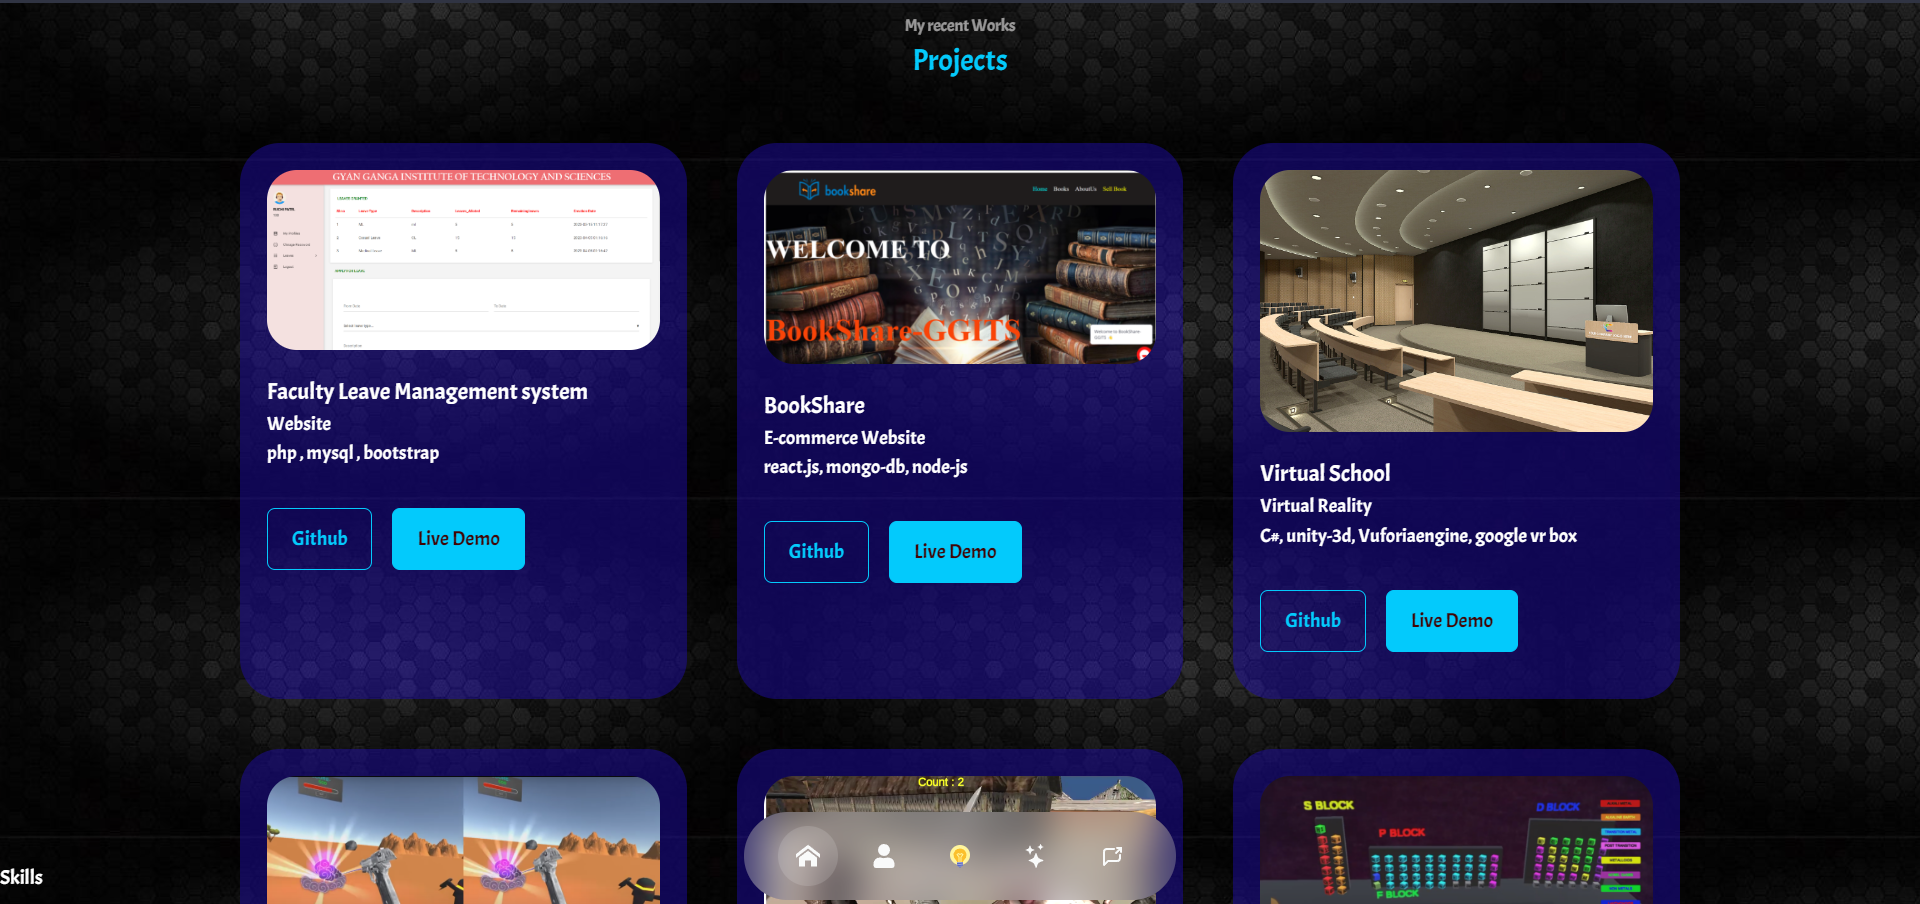 My recent Works
Projects
GYAN GANGA INSTITUTE OF TECHNOLOGY AND SCIENCES
Faculty Leave Management system
Website
php , mysql , bootstrap
Github
Live Demo
bookshare
Home Books AboutUs Sell Book
WELCOME TO
BookShare-GGITS
Welcome to BookShare
BookShare
E-commerce Website
react.js, mongo-db, node-js
Github
Live Demo
Virtual School
Virtual Reality
C#, unity-3d, Vuforiaengine, google vr box
Github
Live Demo
Count : 2
S BLOCK
P BLOCK
D BLOCK
F BLOCK
Skills